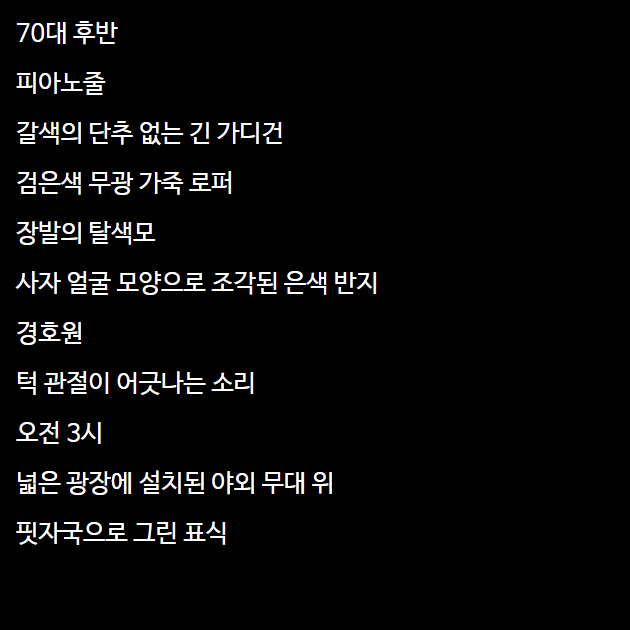 70대 후반
피아노줄
갈색의 단추 없는 긴 가디건
검은색 무광 가죽 로퍼
장발의 탈색모
사자 얼굴 모양으로 조각된 은색 반지
경호원
턱 관절이 어긋나는 소리
오전 3시
넓은 광장에 설치된 야외 무대 위
핏자국으로 그린 표식